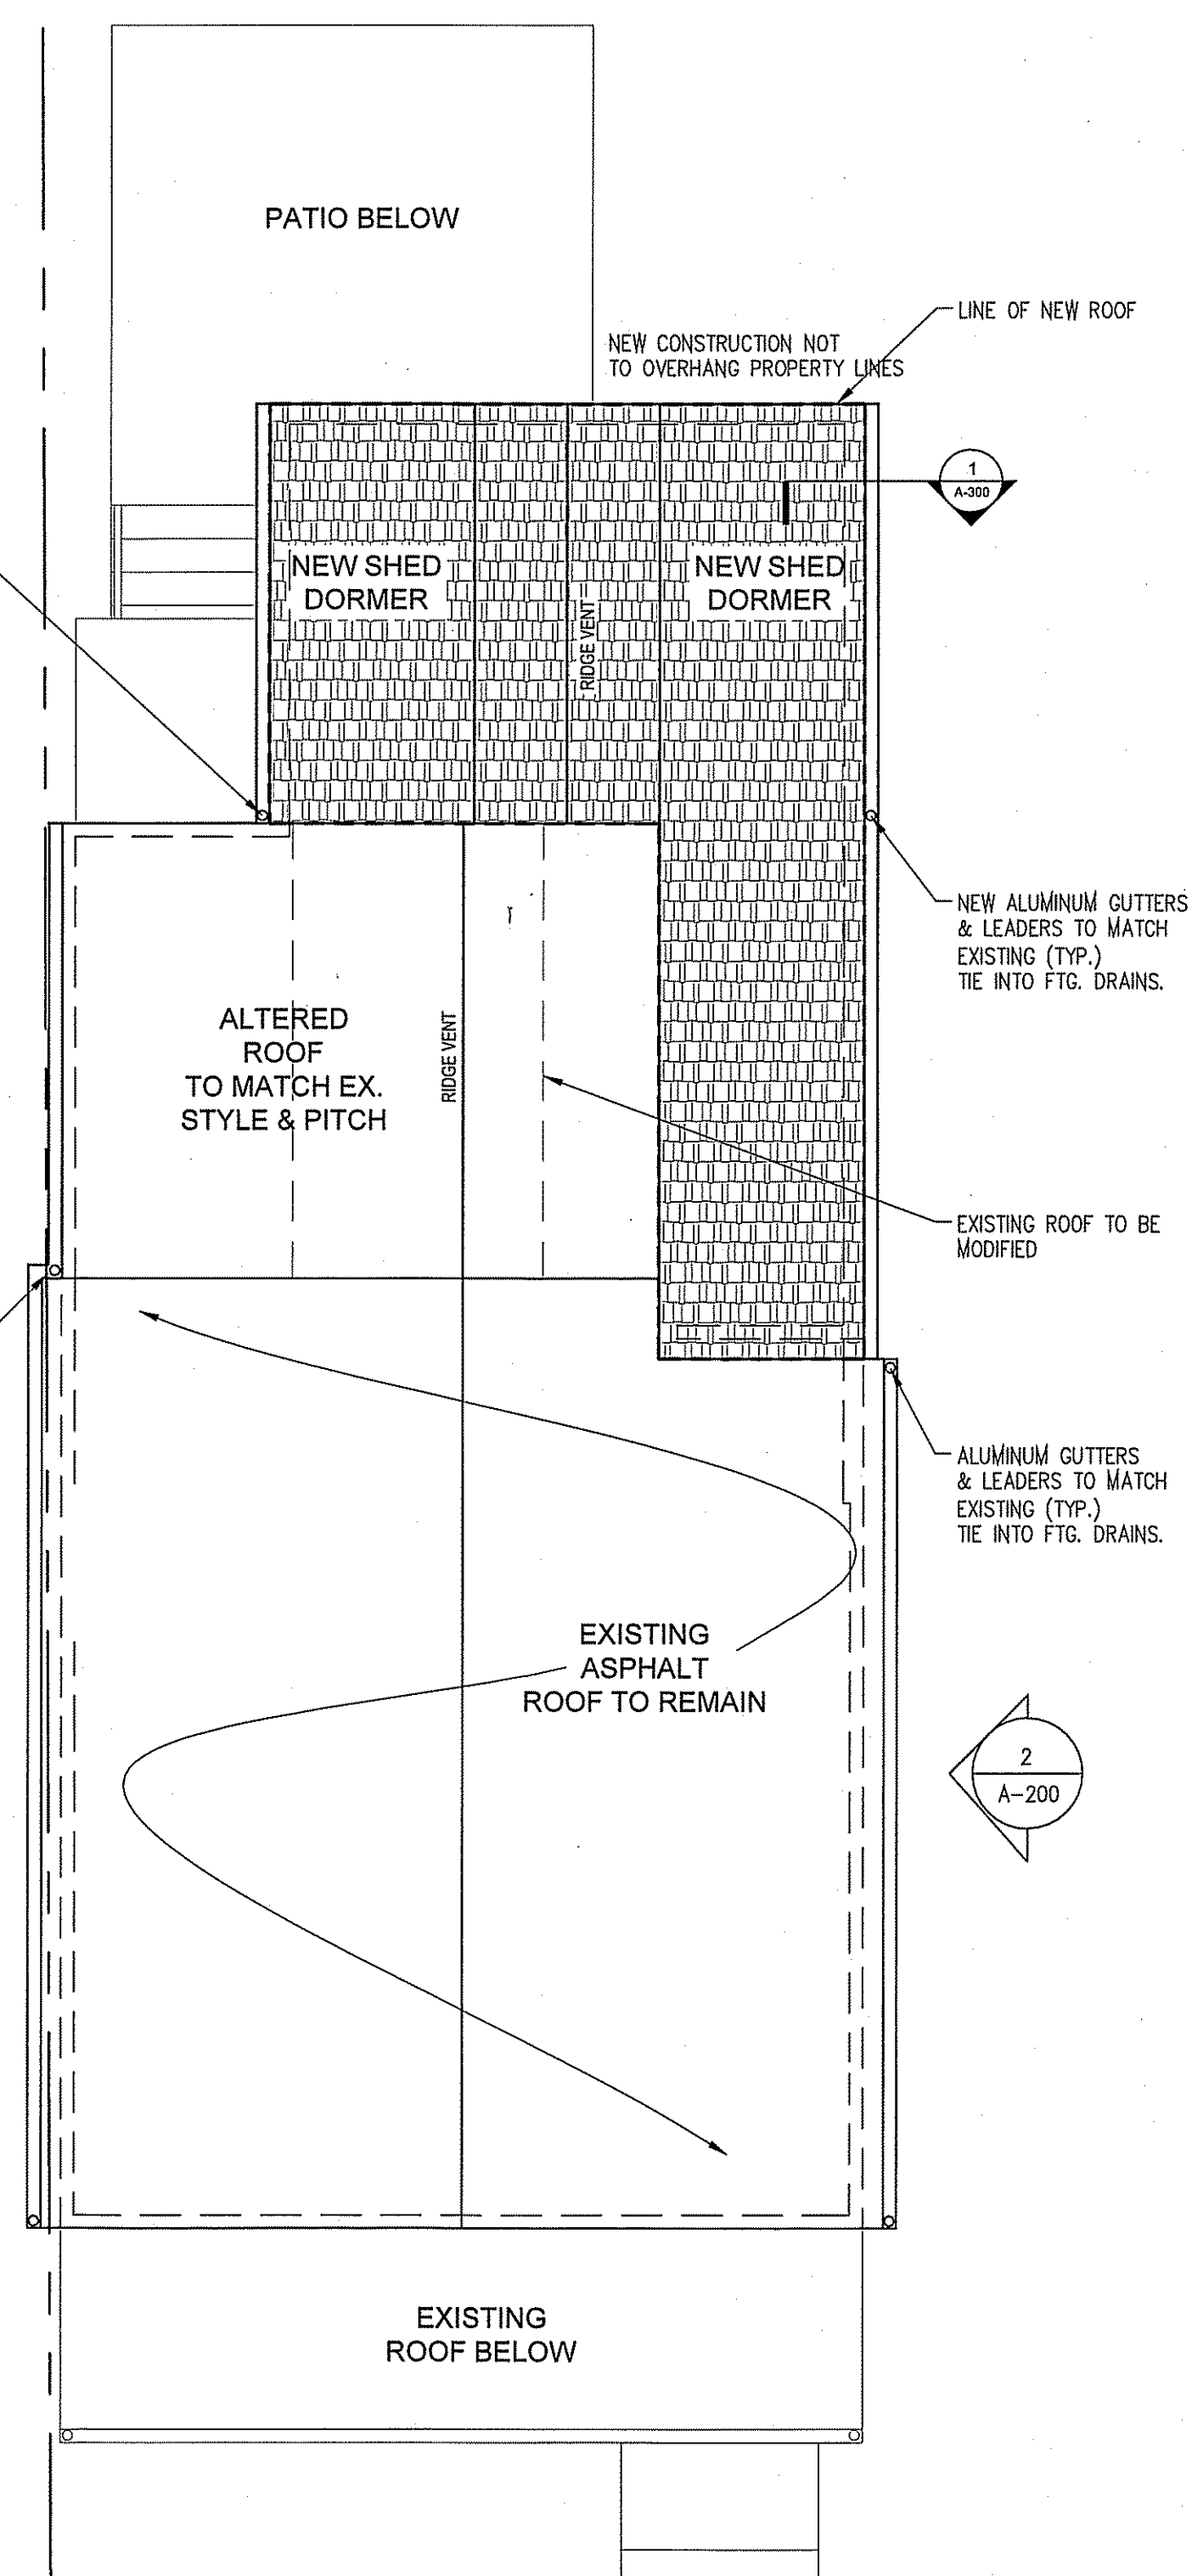 PATIO BELOW
LINE OF NEW ROOF
NEW CONSTRUCTION NOT
TO OVERHANG PROPERTY LINES
1
A-300
NEW SHED
DORMER
NEW SHED
DORMER
RIDGE VENT
NEW ALUMINUM GUTTERS
& LEADERS TO MATCH
EXISTING (TYP.)
TIE INTO FTG. DRAINS.
ALTERED
ROOF
TO MATCH EX.
STYLE & PITCH
RIDGE VENT
EXISTING ROOF TO BE
MODIFIED
ALUMINUM GUTTERS
& LEADERS TO MATCH
EXISTING (TYP.)
TIE INTO FTG. DRAINS.
EXISTING
ASPHALT
ROOF TO REMAIN
2
A-200
EXISTING
ROOF BELOW